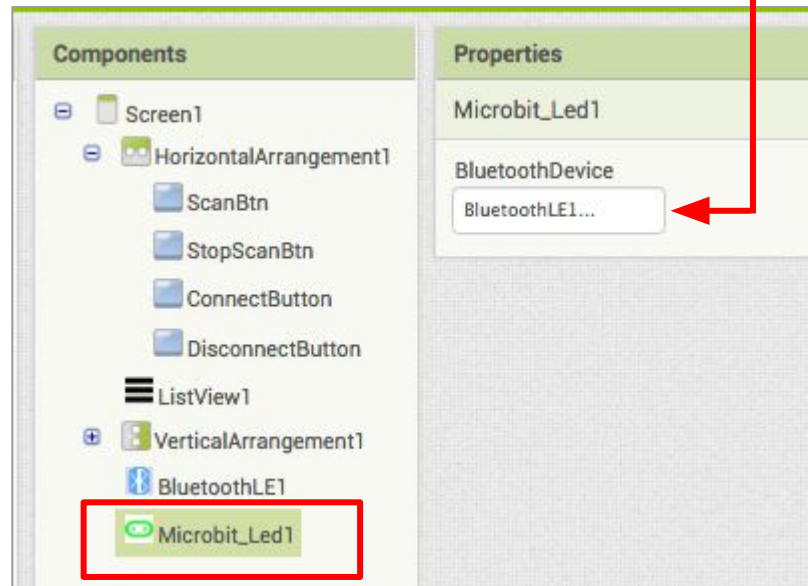 Components
Screen1
HorizontalArrangement1
ScanBtn
StopScanBtn
ConnectButton
DisconnectButton
ListView1
VerticalArrangement1
BluetoothLE1
Microbit_Led1
Properties
Microbit_Led1
BluetoothDevice
BluetoothLE1...